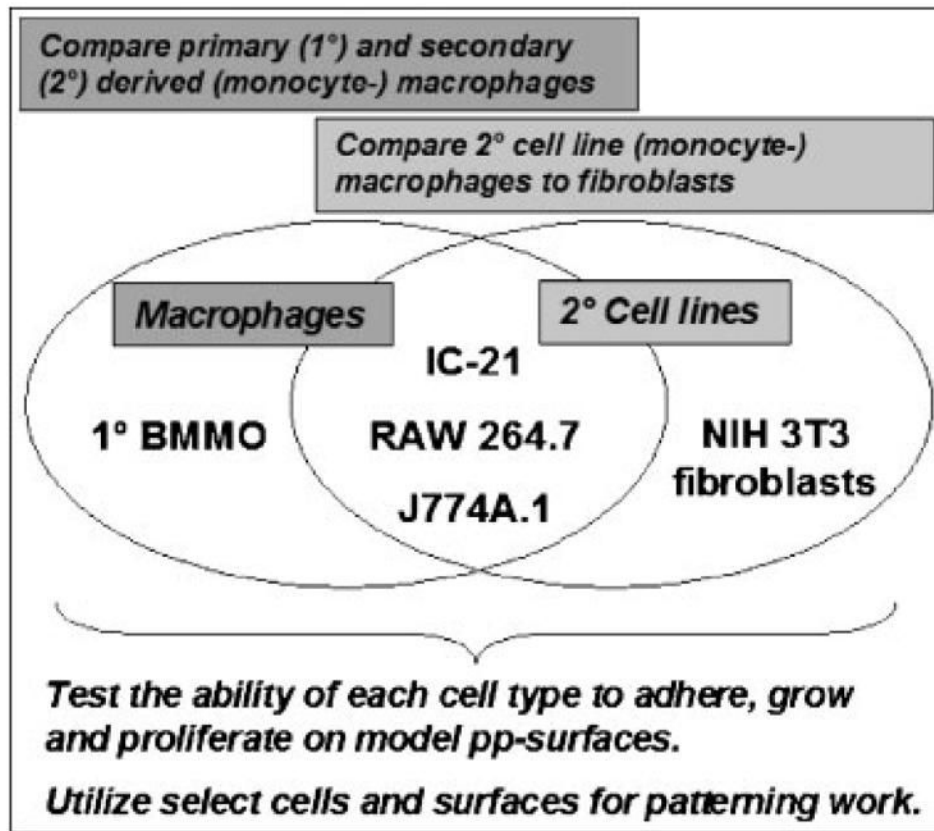 Compare primary (1°) and secondary
(2°) derived (monocyte-) macrophages
Compare 2° cell line (monocyte-)
macrophages to fibroblasts
Macrophages
2° Cell lines
IC-21
1° BMMO
RAW 264.7
NIH 3T3
fibroblasts
J774A.1
Test the ability of each cell type to adhere, grow
and proliferate on model pp-surfaces.
Utilize select cells and surfaces for patterning work.